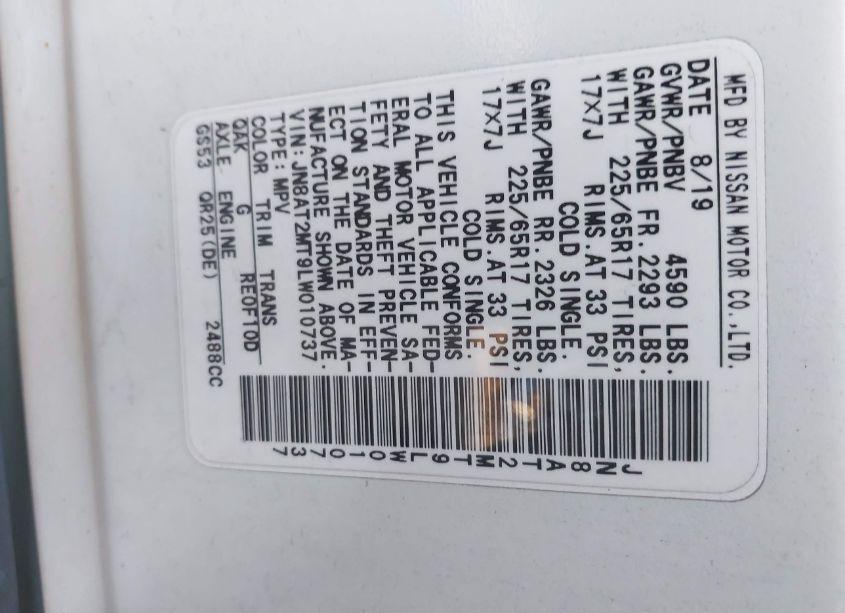 MFD BY NISSAN MOTOR CO.,LTD.
DATE 8/19
GVWR/PNBV 4590 LBS.
GAWR/PNBE FR. 2293 LBS.
WITH 225/65R17 TIRES,
17X7J RIMS AT 33 PSI
COLD SINGLE.
GAWR/PNBE RR. 2326 LBS.
WITH 225/65R17 TIRES,
17X7J RIMS AT 33 PSI
COLD SINGLE.
THIS VEHICLE CONFORMS
TO ALL APPLICABLE FED-
ERAL MOTOR VEHICLE SA-
FETY AND THEFT PREVEN-
TION STANDARDS IN EFF-
ECT ON THE DATE OF MA-
NUFACTURE SHOWN ABOVE.
VIN:JN8AT2MT9LW010737
TYPE:MPV
COLOR TRIM TRANS
QAK G RE0F10D
AXLE ENGINE
GS53 QR25(DE) 2488CC
JN8AT2MT9LW010737